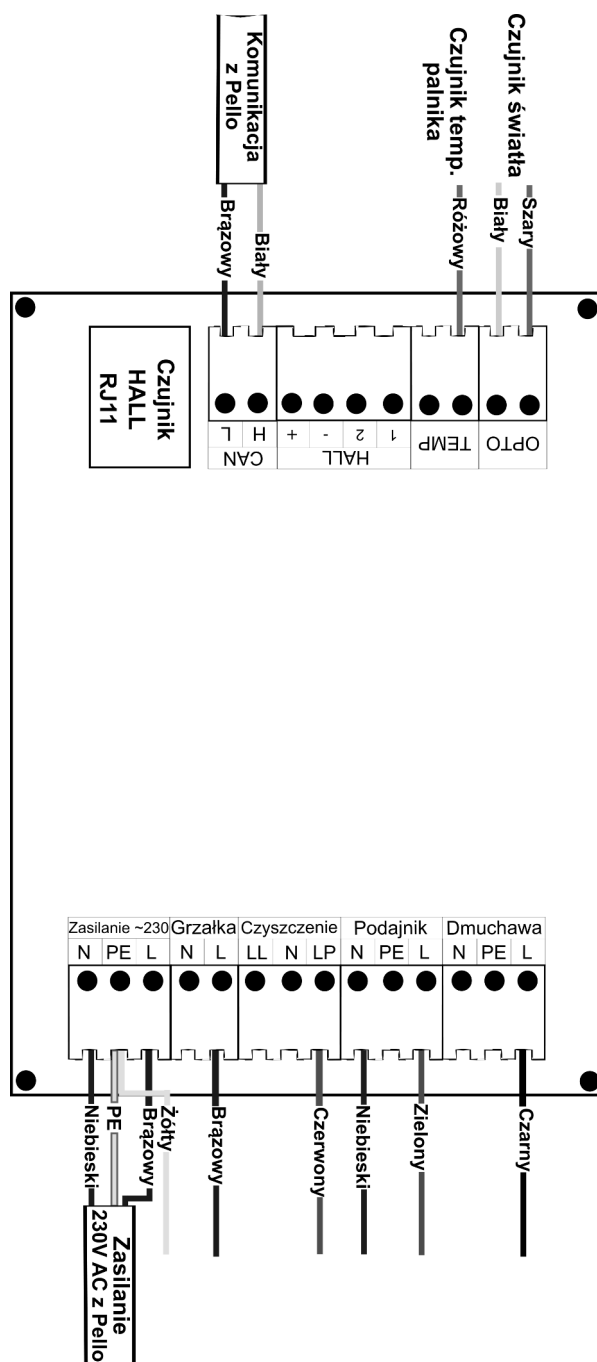 Komunikacja
z Pello
Czujnik temp.
palnika
Czujnik światła
Brązowy
Biały
Różowy
Biały
Szary
Czujnik
HALL
RJ11
L
H
+
-
2
1
CAN
HALL
TEMP
OPTO
Zasilanie ~230
Grzałka
Czyszczenie
Podajnik
Dmuchawa
N
PE
L
N
L
LL
N
LP
N
PE
L
N
PE
L
Niebieski
PE
Brązowy
Żółty
Brązowy
Czerwony
Niebieski
Zielony
Czarny
Zasilanie
230V AC z Pello